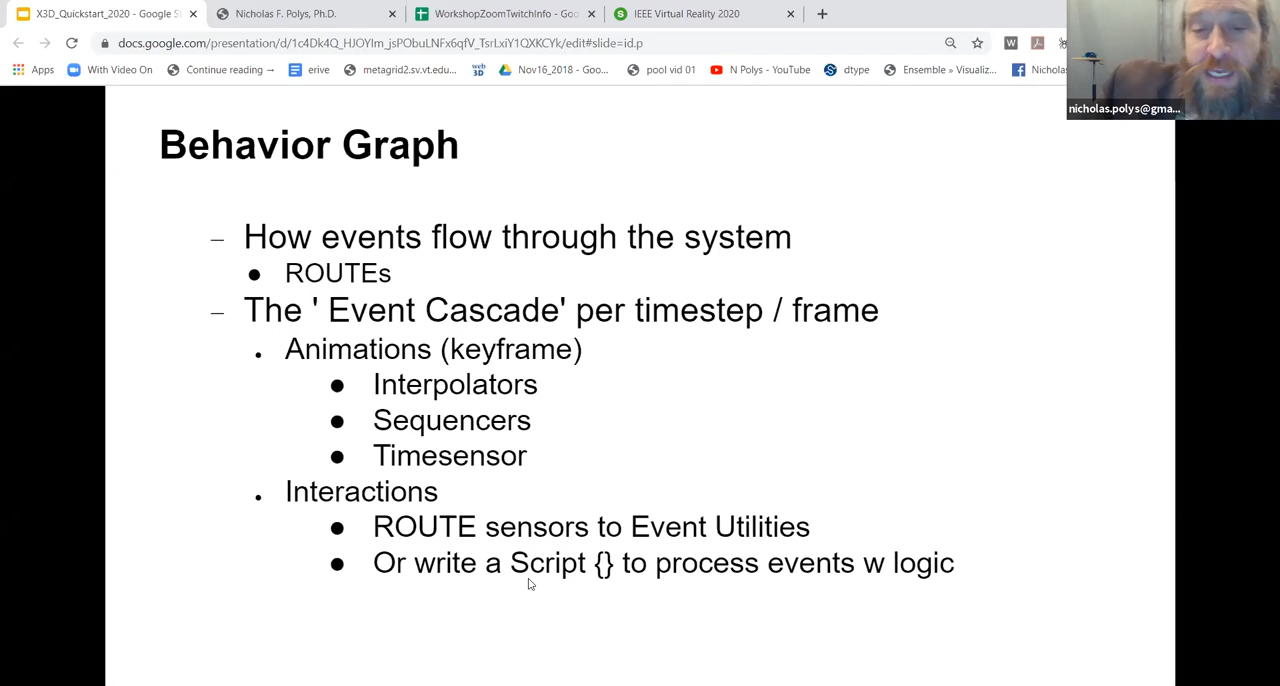 X3D_Quickstart_2020 - Google S
Nicholas F. Polys, Ph.D.
WorkshopZoomTwitchInfo - Goo
IEEE Virtual Reality 2020
docs.google.com/presentation/d/1c4Dk4Q_HJOYIm_jsPObuLNFx6qfV_TsrLxiY1QXKCYk/edit#slide=id.p
Apps
With Video On
Continue reading →
erive
metagrid2.sv.vt.edu...
web 3D
Nov16_2018 - Goo...
pool vid 01
N Polys - YouTube
dtype
Ensemble » Visualiz...
Nichola
nicholas.polys@gma...
Behavior Graph
– How events flow through the system
● ROUTEs
– The ' Event Cascade' per timestep / frame
• Animations (keyframe)
● Interpolators
● Sequencers
● Timesensor
• Interactions
● ROUTE sensors to Event Utilities
● Or write a Script {} to process events w logic